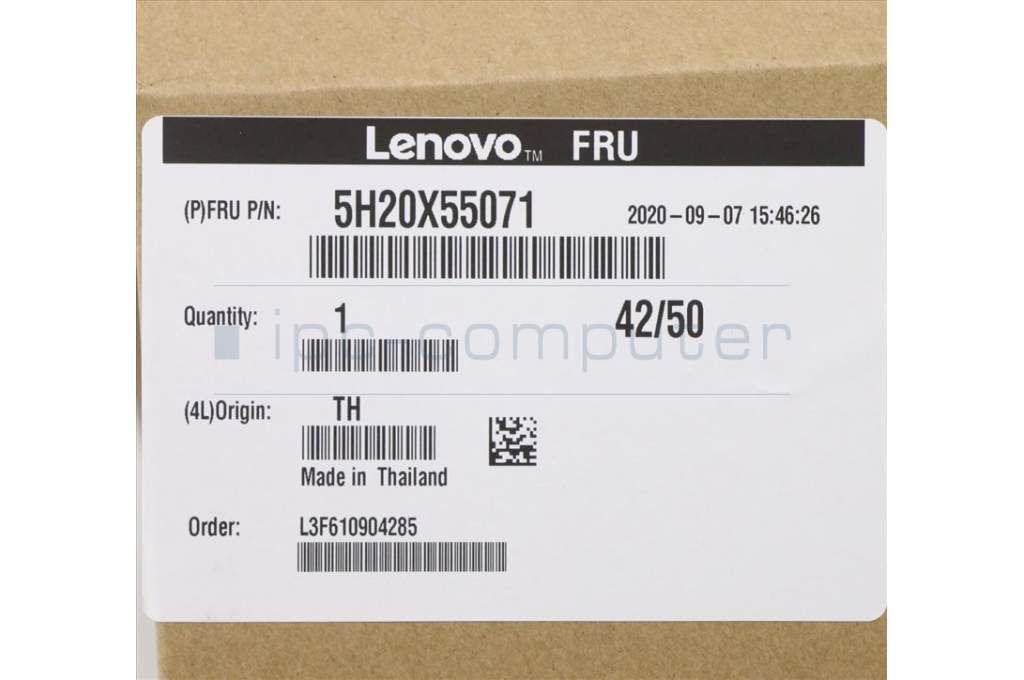 Lenovo™ FRU
(P)FRU P/N: 5H20X55071 2020-09-07 15:46:26
Quantity: 1 42/50
ipc-computer
(4L)Origin: TH
Made in Thailand
Order: L3F610904285